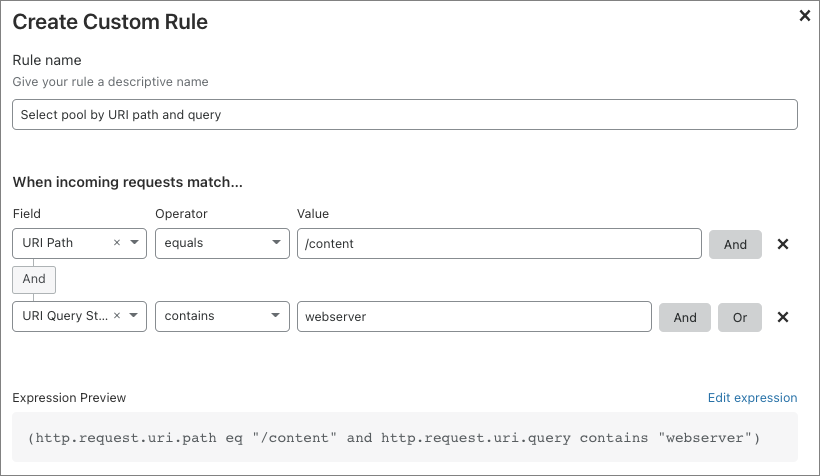 Create Custom Rule
Rule name
Give your rule a descriptive name
Select pool by URI path and query
When incoming requests match...
Field Operator Value
URI Path × equals /content And ✕
And
URI Query St... × contains webserver And Or ✕
Expression Preview Edit expression
(http.request.uri.path eq "/content" and http.request.uri.query contains "webserver")